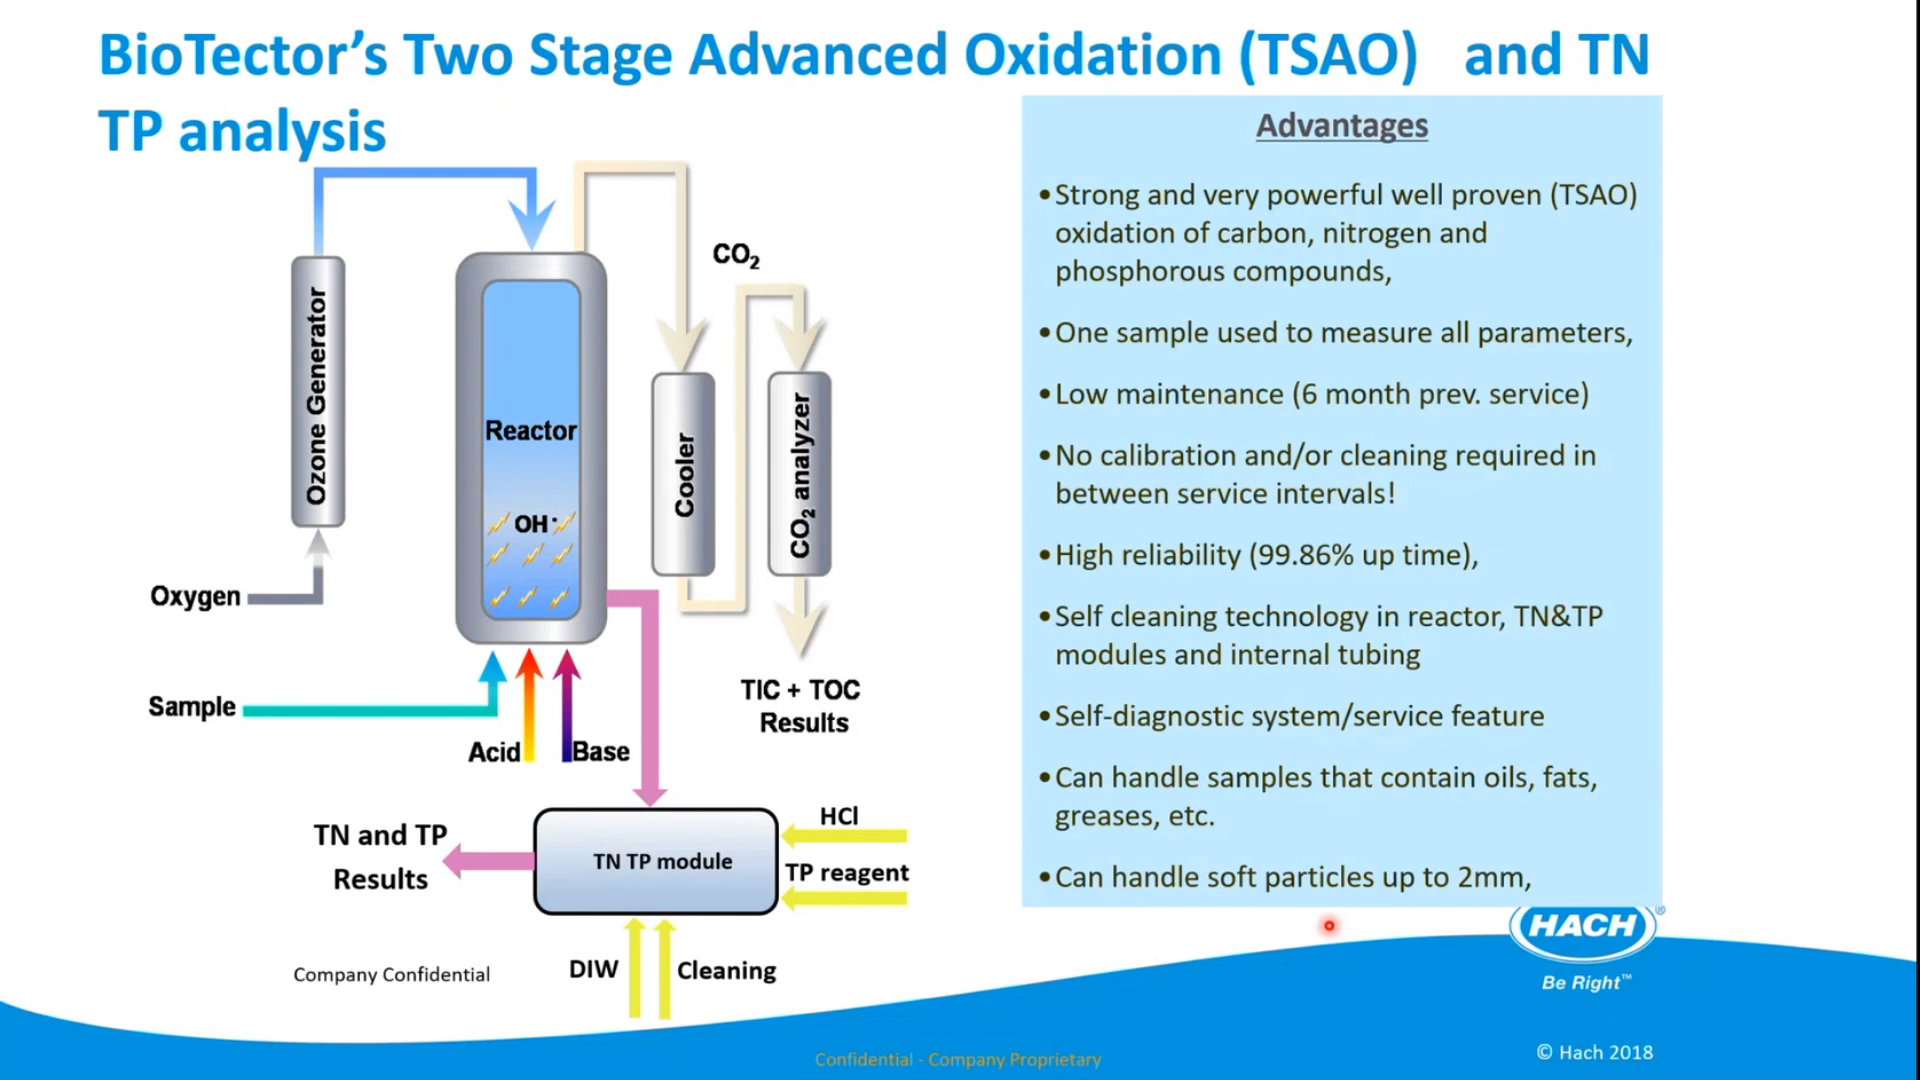 BioTector’s Two Stage Advanced Oxidation (TSAO)   and TN
TP analysis
Ozone Generator
Oxygen
Sample
Reactor
OH·
Acid
Base
CO₂
Cooler
CO₂ analyzer
TIC + TOC
Results
TN and TP
Results
TN TP module
HCl
TP reagent
DIW
Cleaning
Company Confidential
Advantages
•Strong and very powerful well proven (TSAO)
oxidation of carbon, nitrogen and
phosphorous compounds,
•One sample used to measure all parameters,
•Low maintenance (6 month prev. service)
•No calibration and/or cleaning required in
between service intervals!
•High reliability (99.86% up time),
•Self cleaning technology in reactor, TN&TP
modules and internal tubing
•Self-diagnostic system/service feature
•Can handle samples that contain oils, fats,
greases, etc.
•Can handle soft particles up to 2mm,
HACH®
Be Right™
Confidential - Company Proprietary
© Hach 2018